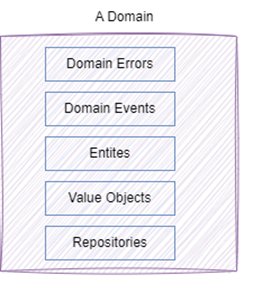 A Domain
Domain Errors
Domain Events
Entites
Value Objects
Repositories